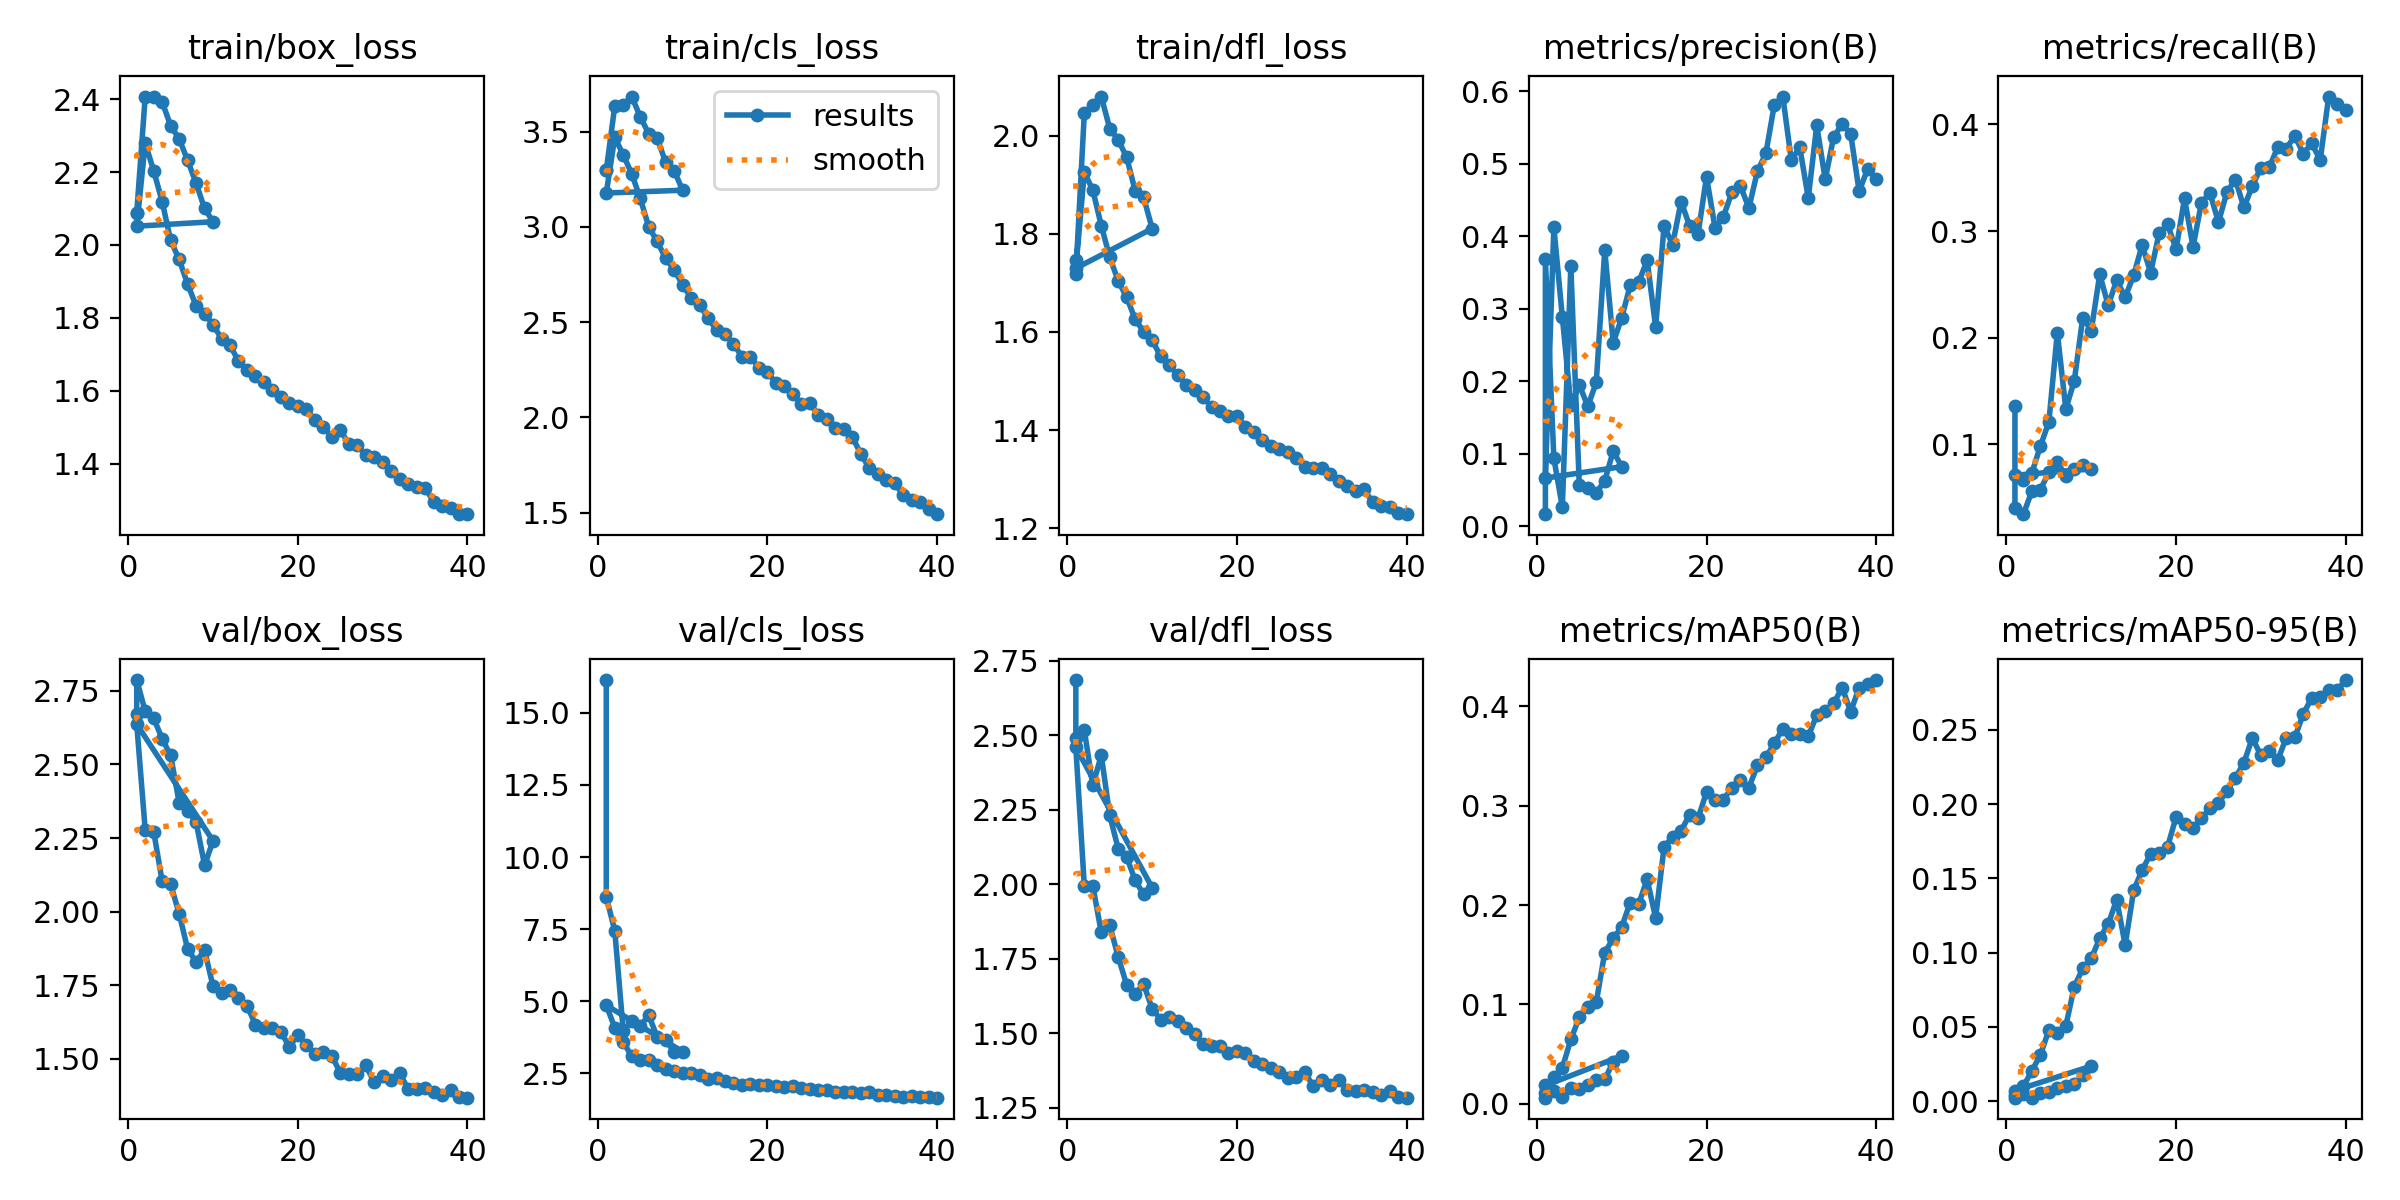 train/box_loss
2.4
2.2
2.0
1.8
1.6
1.4
0 20 40
train/cls_loss
results
smooth
3.5
3.0
2.5
2.0
1.5
0 20 40
train/dfl_loss
2.0
1.8
1.6
1.4
1.2
0 20 40
metrics/precision(B)
0.6
0.5
0.4
0.3
0.2
0.1
0.0
0 20 40
metrics/recall(B)
0.4
0.3
0.2
0.1
0 20 40
val/box_loss
2.75
2.50
2.25
2.00
1.75
1.50
0 20 40
val/cls_loss
15.0
12.5
10.0
7.5
5.0
2.5
0 20 40
val/dfl_loss
2.75
2.50
2.25
2.00
1.75
1.50
1.25
0 20 40
metrics/mAP50(B)
0.4
0.3
0.2
0.1
0.0
0 20 40
metrics/mAP50-95(B)
0.25
0.20
0.15
0.10
0.05
0.00
0 20 40